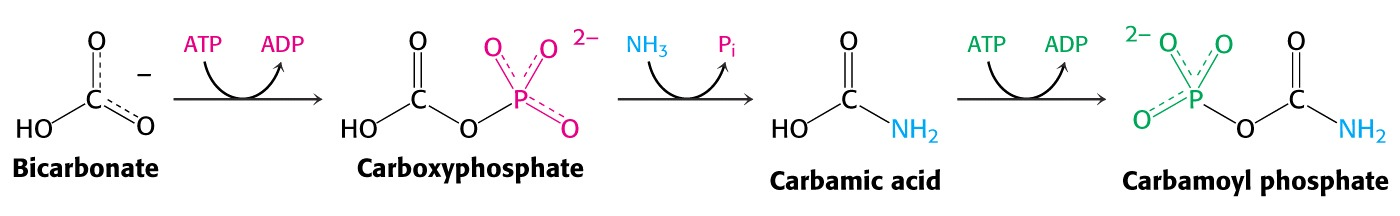 O
C
O
HO
−
Bicarbonate
ATP ADP
O
C
HO
O
P
O
O
O
2−
Carboxyphosphate
NH3 Pi
O
C
HO
NH2
Carbamic acid
ATP ADP
2−
O
O
O
P
O
O
C
NH2
Carbamoyl phosphate